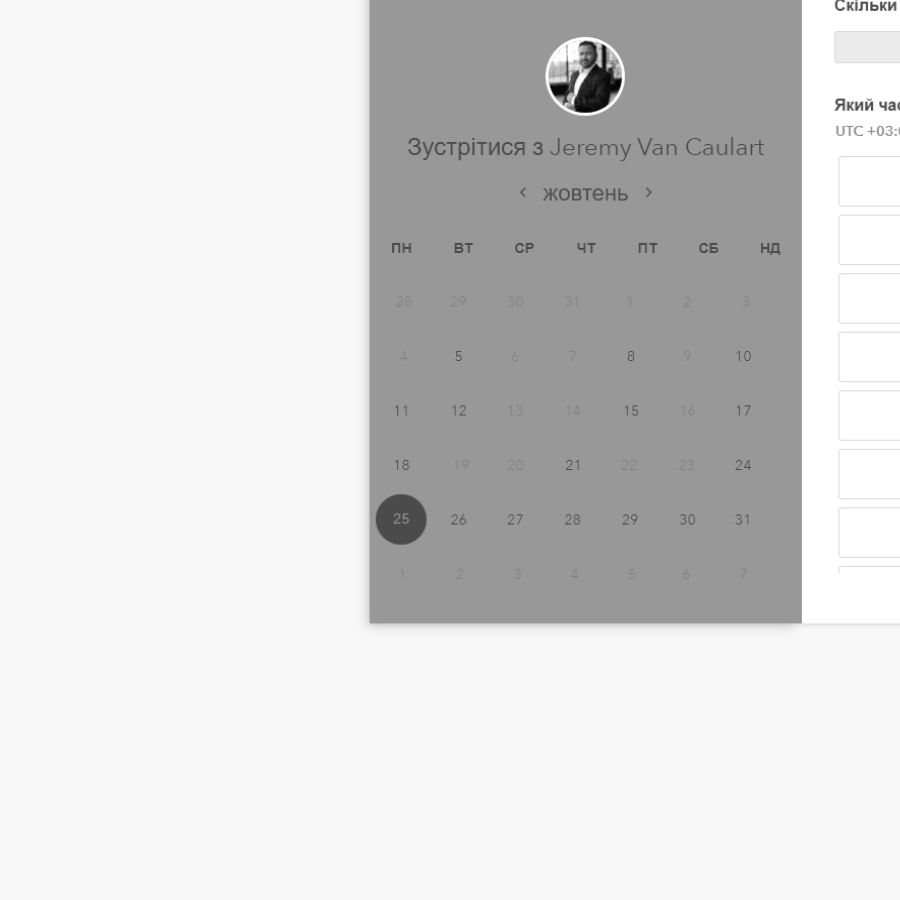 Скільки
Який час
UTC +03:
Зустрітися з Jeremy Van Caulart
жовтень
ПН ВТ СР ЧТ ПТ СБ НД
28 29 30 31 1 2 3
4 5 6 7 8 9 10
11 12 13 14 15 16 17
18 19 20 21 22 23 24
25 26 27 28 29 30 31
1 2 3 4 5 6 7